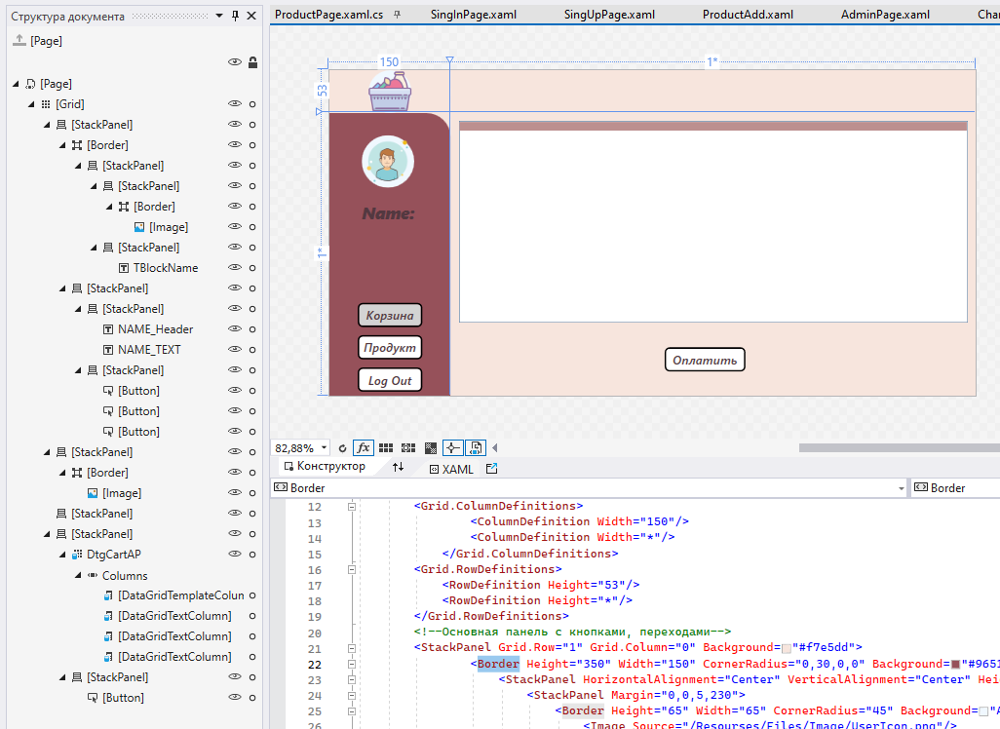 Структура документа
[Page]
[Page]
[Grid]
[StackPanel]
[Border]
[StackPanel]
[StackPanel]
[Border]
[Image]
[StackPanel]
TBlockName
[StackPanel]
[StackPanel]
NAME_Header
NAME_TEXT
[StackPanel]
[Button]
[Button]
[Button]
[StackPanel]
[Border]
[Image]
[StackPanel]
[StackPanel]
DtgCartAP
Columns
[DataGridTemplateColun
[DataGridTextColumn]
[DataGridTextColumn]
[DataGridTextColumn]
[StackPanel]
[Button]
ProductPage.xaml.cs SingInPage.xaml SingUpPage.xaml ProductAdd.xaml AdminPage.xaml Char
150 1*
53
1*
Name:
Корзина
Продукт
Log Out
Оплатить
82,88% fx
Конструктор XAML
Border Border
12 <Grid.ColumnDefinitions>
13 <ColumnDefinition Width="150"/>
14 <ColumnDefinition Width="*"/>
15 </Grid.ColumnDefinitions>
16 <Grid.RowDefinitions>
17 <RowDefinition Height="53"/>
18 <RowDefinition Height="*"/>
19 </Grid.RowDefinitions>
20 <!--Основная панель с кнопками, переходами-->
21 <StackPanel Grid.Row="1" Grid.Column="0" Background="#f7e5dd">
22 <Border Height="350" Width="150" CornerRadius="0,30,0,0" Background="#9651
23 <StackPanel HorizontalAlignment="Center" VerticalAlignment="Center" Hei
24 <StackPanel Margin="0,0,5,230">
25 <Border Height="65" Width="65" CornerRadius="45" Background="A
26 <Image Source="/Resourses/Files/Image/UserIcon.png"/>